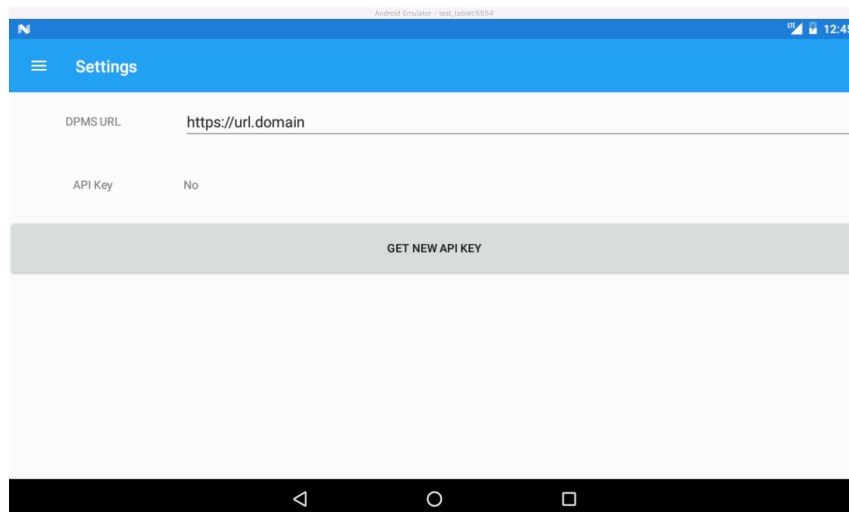 Android Emulator - test_tablet:5554
LTE 12:45
Settings
DPMS URL https://url.domain
API Key No
GET NEW API KEY